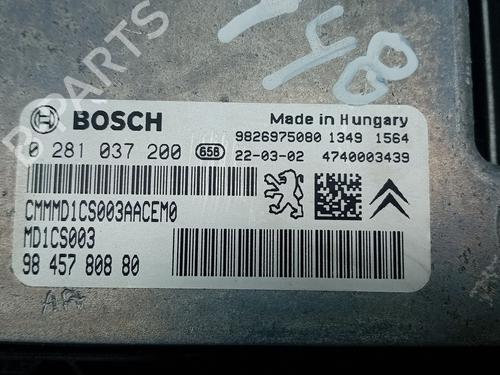 148
BOSCH
Made in Hungary
9826975080 1349 1564
0 281 037 200 658 22-03-02 4740003439
CMMMD1CS003AACEM0
MD1CS003
98 457 808 80